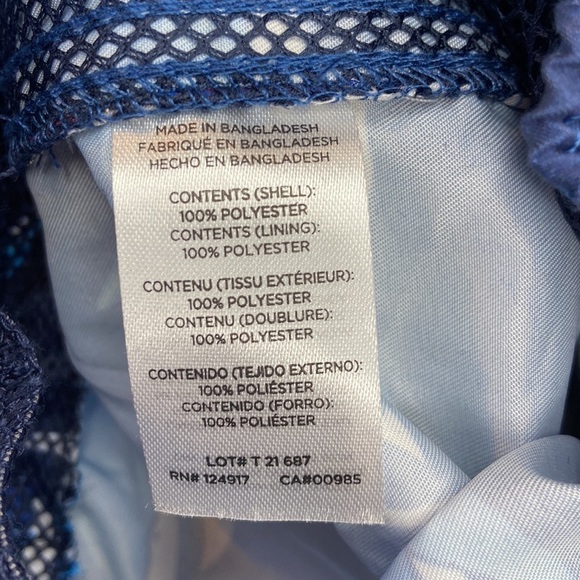 MADE IN BANGLADESH
FABRIQUÉ EN BANGLADESH
HECHO EN BANGLADESH
CONTENTS (SHELL):
100% POLYESTER
CONTENTS (LINING):
100% POLYESTER
CONTENU (TISSU EXTÉRIEUR):
100% POLYESTER
CONTENU (DOUBLURE):
100% POLYESTER
CONTENIDO (TEJIDO EXTERNO):
100% POLIÉSTER
CONTENIDO (FORRO):
100% POLIÉSTER
LOT# T 21 687
RN# 124917 CA#00985